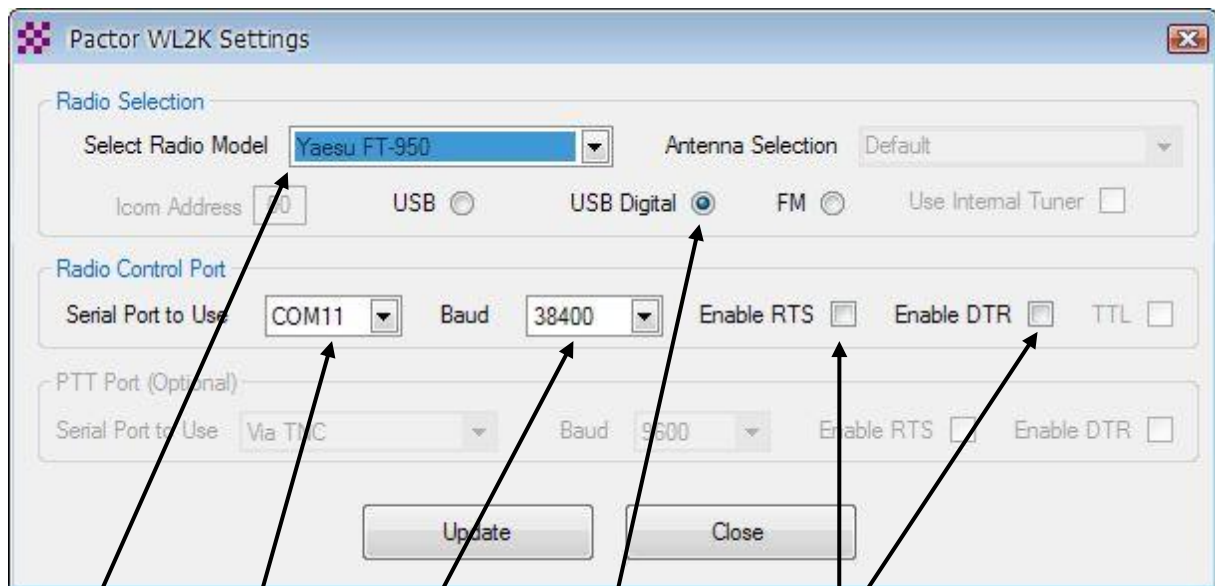 Pactor WL2K Settings
Radio Selection
Select Radio Model Yaesu FT-950 Antenna Selection Default
Icom Address 80 USB USB Digital FM Use Internal Tuner
Radio Control Port
Serial Port to Use COM11 Baud 38400 Enable RTS Enable DTR TTL
PTT Port (Optional)
Serial Port to Use Via TNC Baud 9600 Enable RTS Enable DTR
Update Close